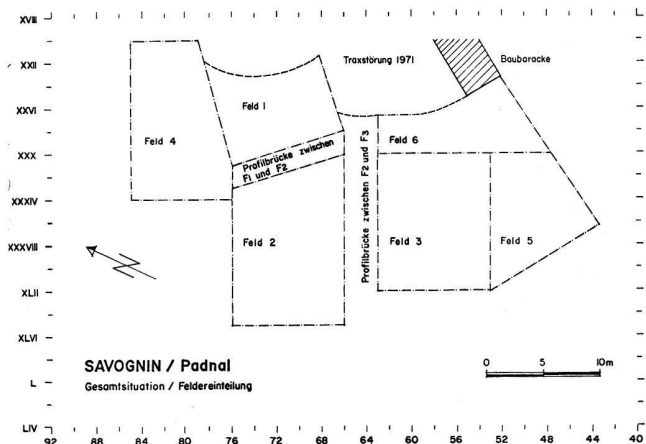 92 88 84 80 76 72 68 64 60 56 52 48 44 40
XVIII
XXII
XXVI
XXX
XXXIV
XXXVIII
XLII
XLVI
L
LIV
Traxstörung 1971
Baubaracke
Feld 1
Feld 4
Feld 6
Profilbrücke zwischen
F1 und F2
Profilbrücke zwischen F2 und F3
Feld 2
Feld 3
Feld 5
SAVOGNIN / Padnal
Gesamtsituation / Feldereinteilung
0 5 10m